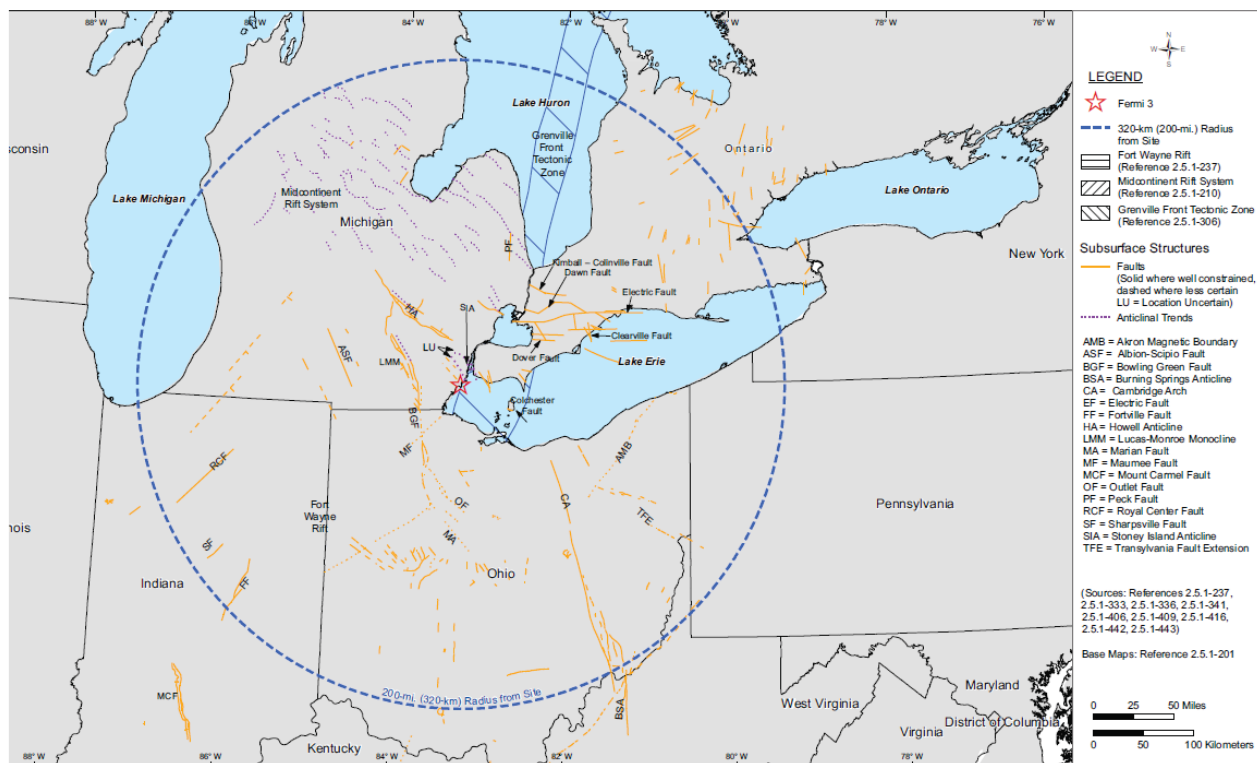 88° W
86° W
84° W
82° W
80° W
78° W
76° W
N
W
E
S
LEGEND
Fermi 3
320-km (200-mi.) Radius
from Site
Fort Wayne Rift
(Reference 2.5.1-237)
Midcontinent Rift System
(Reference 2.5.1-210)
Grenville Front Tectonic Zone
(Reference 2.5.1-306)
Subsurface Structures
Faults
(Solid where well constrained,
dashed where less certain
LU = Location Uncertain)
Anticlinal Trends
AMB = Akron Magnetic Boundary
ASF = Albion-Scipio Fault
BGF = Bowling Green Fault
BSA = Burning Springs Anticline
CA = Cambridge Arch
EF = Electric Fault
FF = Fortville Fault
HA = Howell Anticline
LMM = Lucas-Monroe Monocline
MA = Marian Fault
MF = Maumee Fault
MCF = Mount Carmel Fault
OF = Outlet Fault
PF = Peck Fault
RCF = Royal Center Fault
SF = Sharpsville Fault
SIA = Stoney Island Anticline
TFE = Transylvania Fault Extension
(Sources: References 2.5.1-237,
2.5.1-333, 2.5.1-336, 2.5.1-341,
2.5.1-406, 2.5.1-409, 2.5.1-416,
2.5.1-442, 2.5.1-443)
Base Maps: Reference 2.5.1-201
0 25 50 Miles
0 50 100 Kilometers
Lake Huron
Grenville
Front
Tectonic
Zone
Ontario
consin
Lake Michigan
Midcontinent
Rift System
Michigan
Lake Ontario
New York
PF
Kimball – Colinville Fault
Dawn Fault
Electric Fault
HA
SIA
Clearville Fault
LU
ASF
LMM
Dover Fault
Lake Erie
Colchester
Fault
BGF
MF
AMB
RCF
OF
CA
Fort
Wayne
Rift
TFE
Pennsylvania
nois
MA
SF
Ohio
Indiana
FF
MCF
200-mi. (320-km) Radius from Site
BSA
West Virginia
Maryland
Virginia
District of Columbia
Kentucky
88° W
86° W
84° W
82° W
80° W
78° W